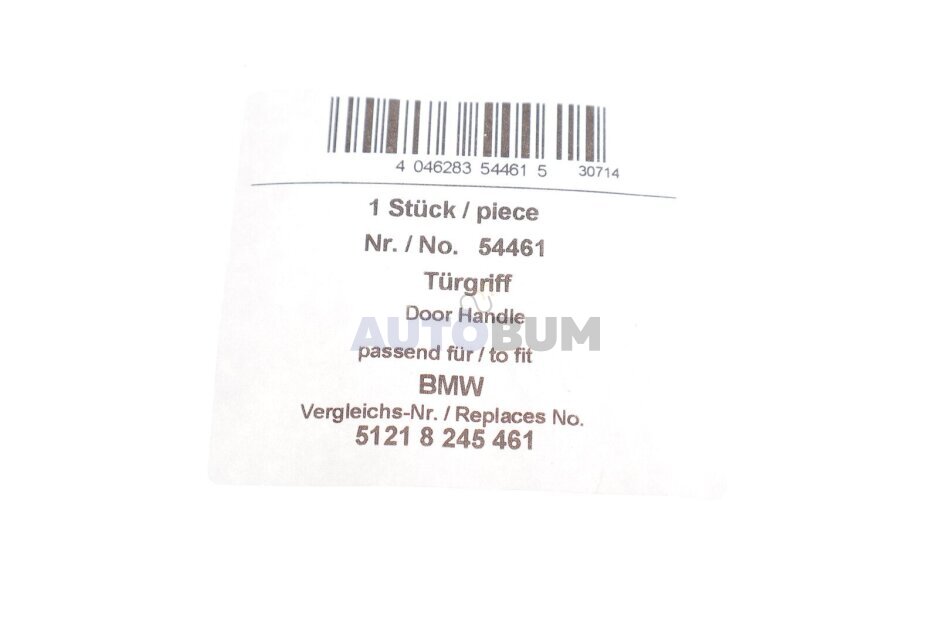 4 046283 54461 5 30714
1 Stück / piece
Nr. / No. 54461
Türgriff
Door Handle
AUTOBUM
passend für / to fit
BMW
Vergleichs-Nr. / Replaces No.
5121 8 245 461